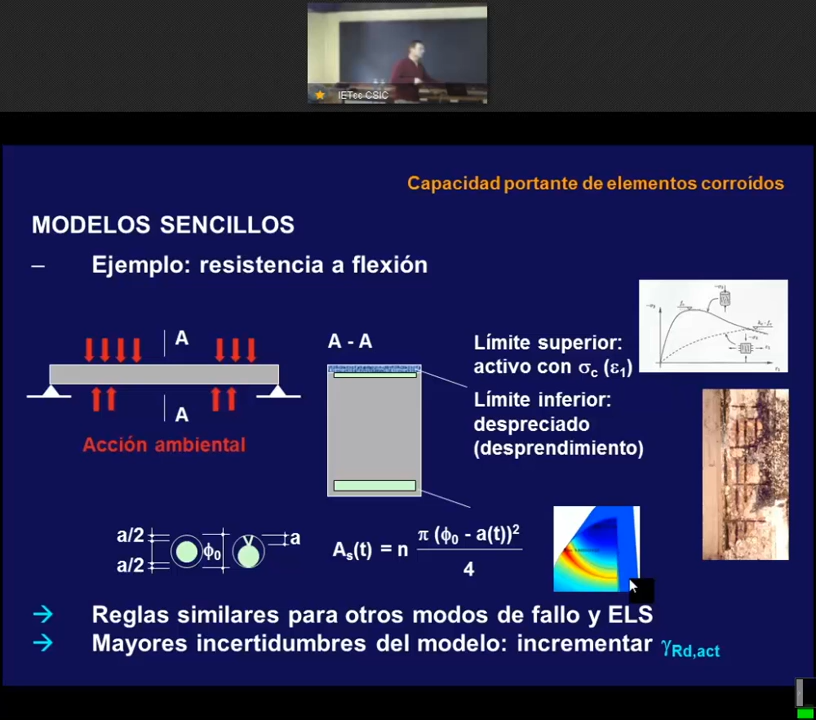 IETcc CSIC
Capacidad portante de elementos corroídos
MODELOS SENCILLOS
– Ejemplo: resistencia a flexión
A
A - A
Límite superior:
activo con σc (ε1)
Límite inferior:
despreciado
(desprendimiento)
A
Acción ambiental
a/2
a/2
ϕ0
a
As(t) = n π (ϕ0 - a(t))² / 4
→ Reglas similares para otros modos de fallo y ELS
→ Mayores incertidumbres del modelo: incrementar γRd,act